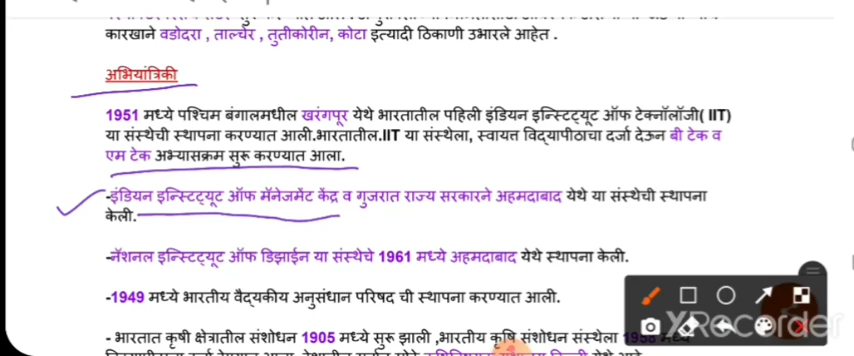 कारखाने वडोदरा , ताल्चेर , तुतीकोरीन, कोटा इत्यादी ठिकाणी उभारले आहेत .
अभियांत्रिकी
1951 मध्ये पश्चिम बंगालमधील खरंगपूर येथे भारतातील पहिली इंडियन इन्स्टिट्यूट ऑफ टेक्नॉलॉजी( IIT)
या संस्थेची स्थापना करण्यात आली.भारतातील.IIT या संस्थेला, स्वायत्त विद्यापीठाचा दर्जा देऊन बी टेक व
एम टेक अभ्यासक्रम सुरू करण्यात आला.
-इंडियन इन्स्टिट्यूट ऑफ मॅनेजमेंट केंद्र व गुजरात राज्य सरकारने अहमदाबाद येथे या संस्थेची स्थापना
केली.
-नॅशनल इन्स्टिट्यूट ऑफ डिझाईन या संस्थेचे 1961 मध्ये अहमदाबाद येथे स्थापना केली.
-1949 मध्ये भारतीय वैद्यकीय अनुसंधान परिषद ची स्थापना करण्यात आली.
- भारतात कृषी क्षेत्रातील संशोधन 1905 मध्ये सुरू झाली ,भारतीय कृषि संशोधन संस्थेला 1958 मध्ये
XRecorder